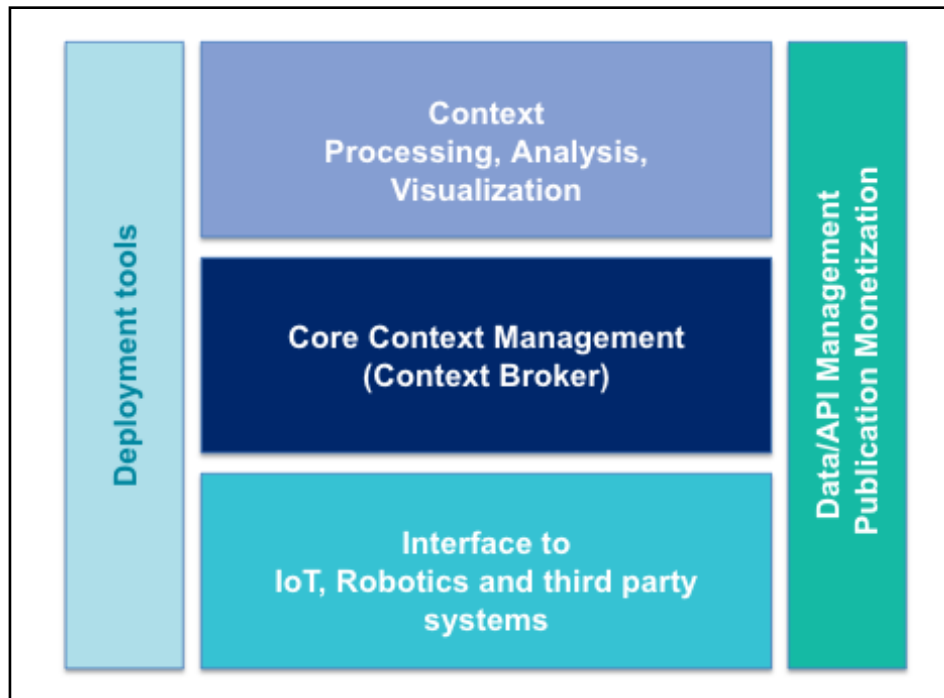 Deployment tools
Context
Processing, Analysis,
Visualization
Core Context Management
(Context Broker)
Interface to
IoT, Robotics and third party
systems
Data/API Management
Publication Monetization